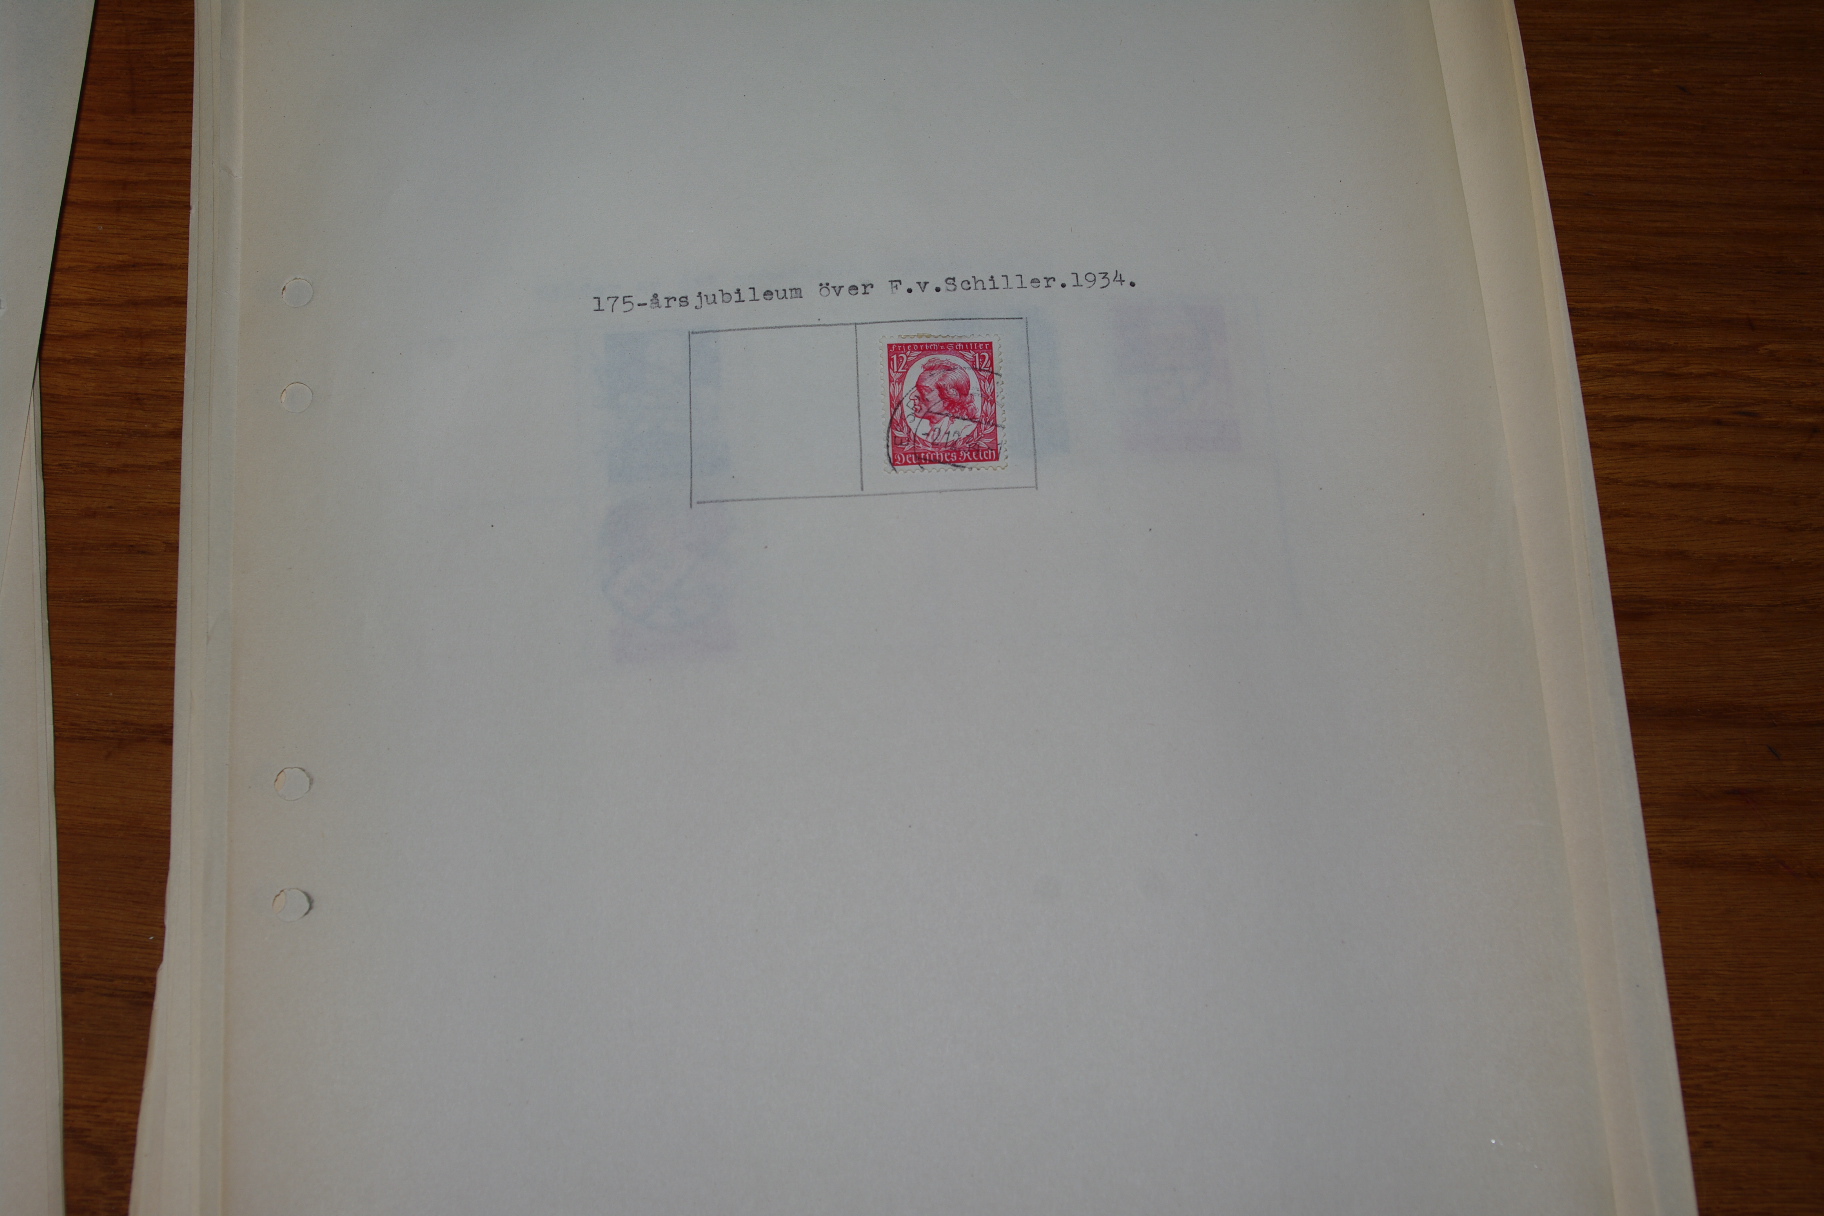 175-årsjubileum över F.v.Schiller.1934.
Friedrich v Schiller
12 12
Deutsches Reich